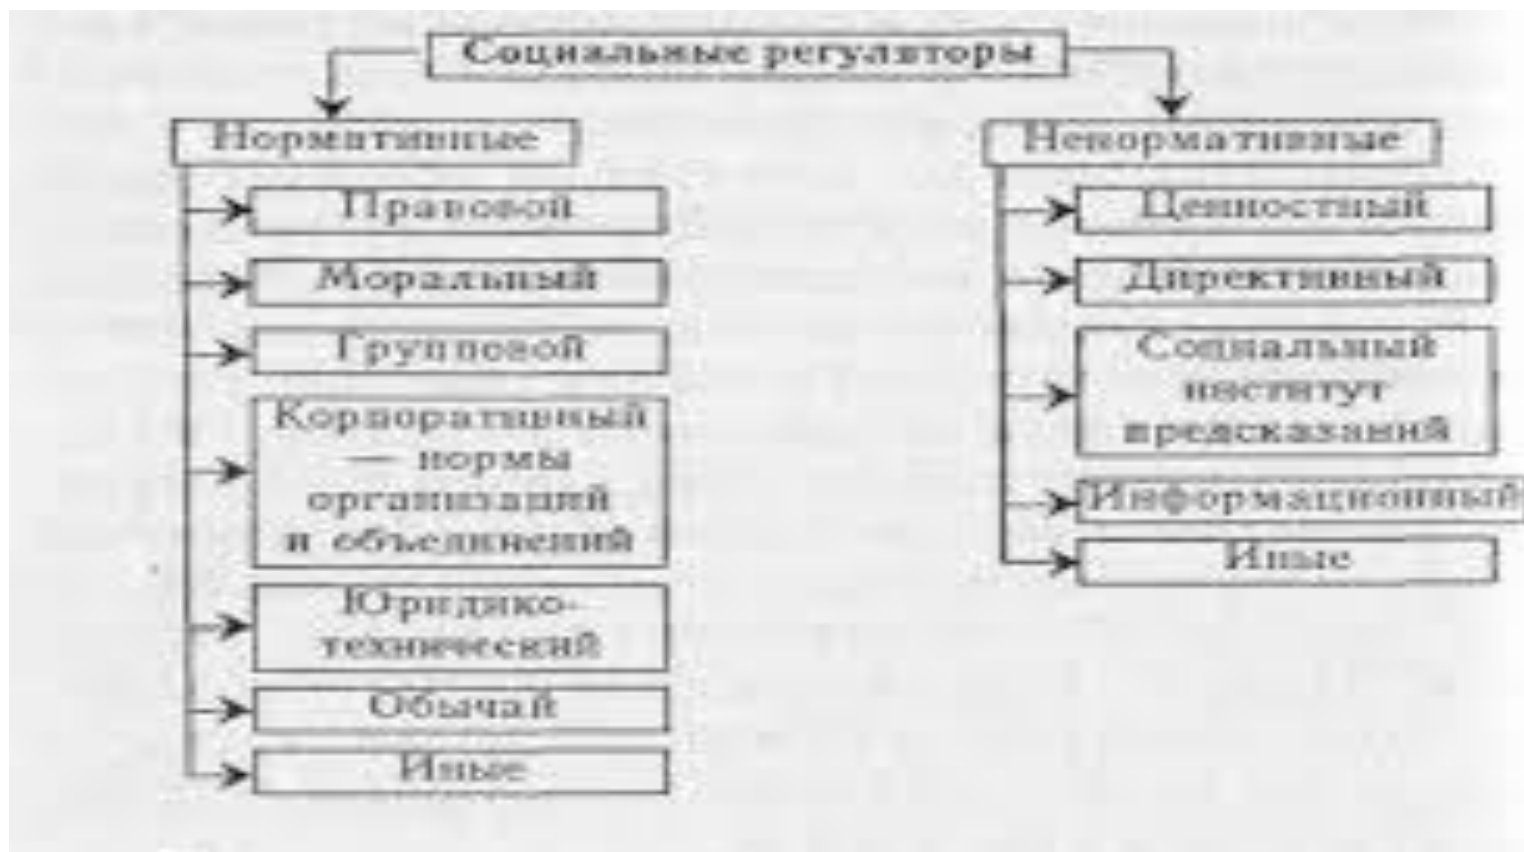 Социальные регуляторы
Нормативные
Правовой
Моральный
Групповой
Корпоративный
— нормы
организаций
и объединений
Юридико-
технический
Обычай
Иные
Ненормативные
Ценностный
Директивный
Социальный
институт
предсказаний
Информационный
Иные